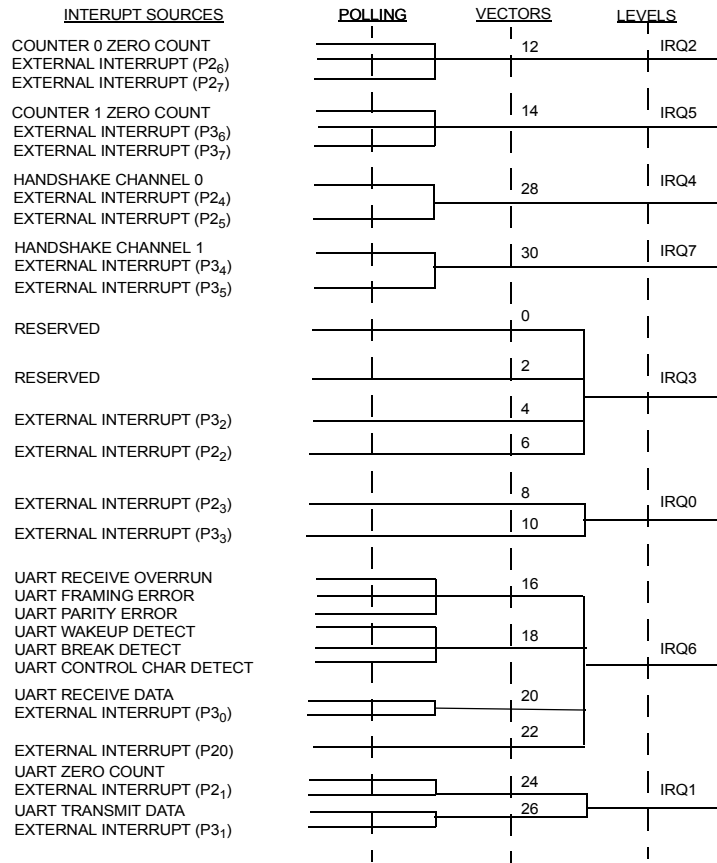 INTERUPT SOURCES POLLING VECTORS LEVELS
COUNTER 0 ZERO COUNT 12 IRQ2
EXTERNAL INTERRUPT (P2₆)
EXTERNAL INTERRUPT (P2₇)
COUNTER 1 ZERO COUNT 14 IRQ5
EXTERNAL INTERRUPT (P3₆)
EXTERNAL INTERRUPT (P3₇)
HANDSHAKE CHANNEL 0 28 IRQ4
EXTERNAL INTERRUPT (P2₄)
EXTERNAL INTERRUPT (P2₅)
HANDSHAKE CHANNEL 1 30 IRQ7
EXTERNAL INTERRUPT (P3₄)
EXTERNAL INTERRUPT (P3₅)
RESERVED 0
RESERVED 2 IRQ3
EXTERNAL INTERRUPT (P3₂) 4
EXTERNAL INTERRUPT (P2₂) 6
EXTERNAL INTERRUPT (P2₃) 8 IRQ0
EXTERNAL INTERRUPT (P3₃) 10
UART RECEIVE OVERRUN 16
UART FRAMING ERROR
UART PARITY ERROR
UART WAKEUP DETECT 18
UART BREAK DETECT IRQ6
UART CONTROL CHAR DETECT
UART RECEIVE DATA 20
EXTERNAL INTERRUPT (P3₀)
EXTERNAL INTERRUPT (P20) 22
UART ZERO COUNT 24 IRQ1
EXTERNAL INTERRUPT (P2₁)
UART TRANSMIT DATA 26
EXTERNAL INTERRUPT (P3₁)